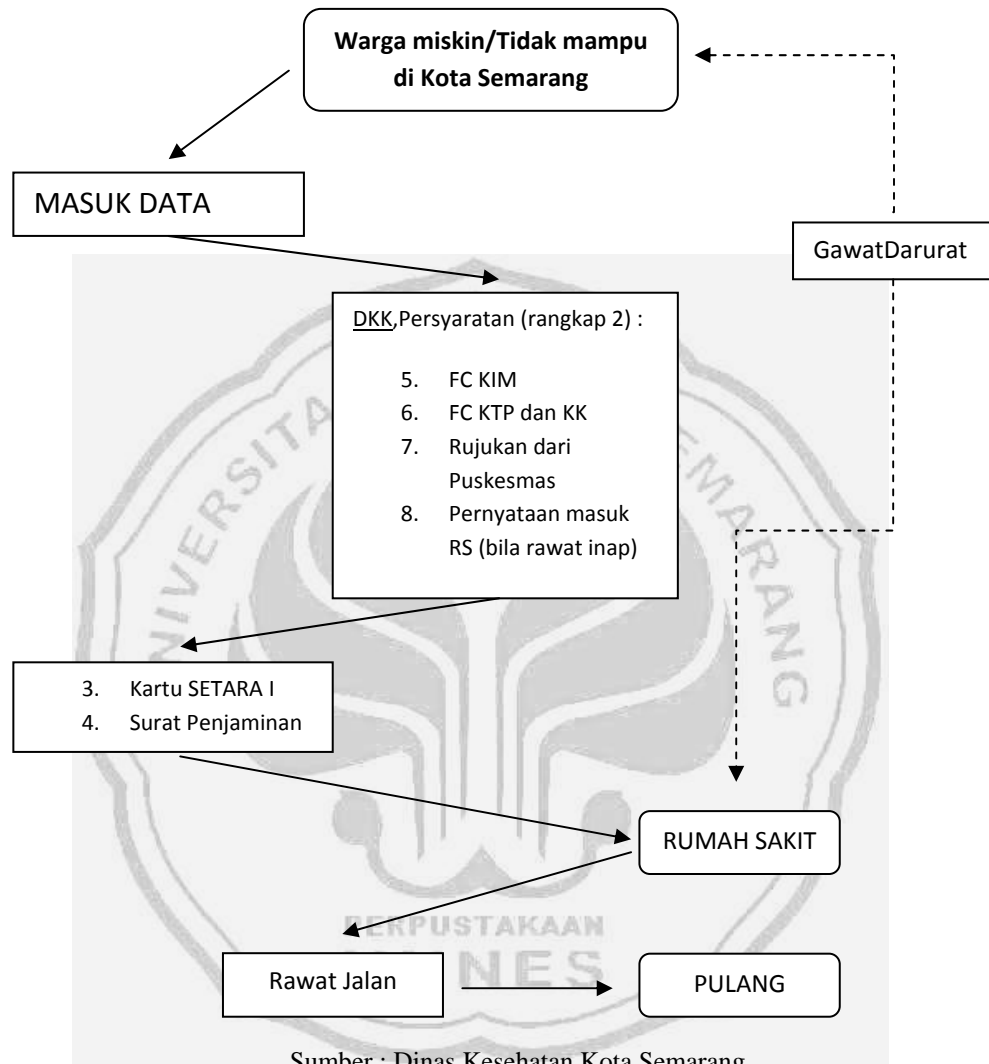 Warga miskin/Tidak mampu
di Kota Semarang
MASUK DATA
GawatDarurat
DKK,Persyaratan (rangkap 2) :
5. FC KIM
6. FC KTP dan KK
7. Rujukan dari
Puskesmas
8. Pernyataan masuk
RS (bila rawat inap)
3. Kartu SETARA I
4. Surat Penjaminan
RUMAH SAKIT
Rawat Jalan
PULANG
PERPUSTAKAAN
Sumber : Dinas Kesehatan Kota Semarang